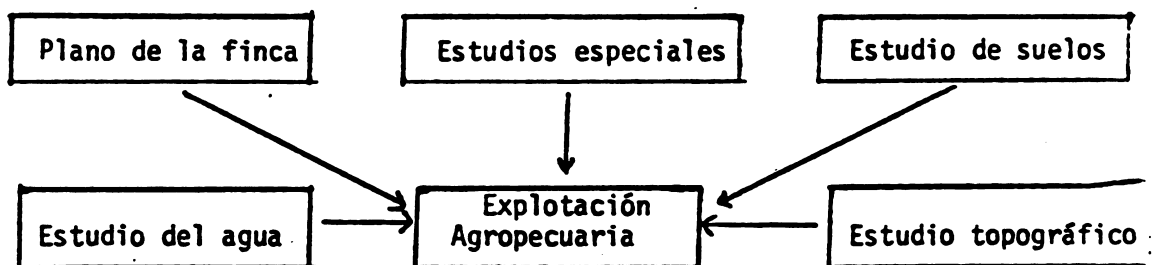 Plano de la finca
Estudios especiales
Estudio de suelos
Estudio del agua
Explotación
Agropecuaria
Estudio topográfico